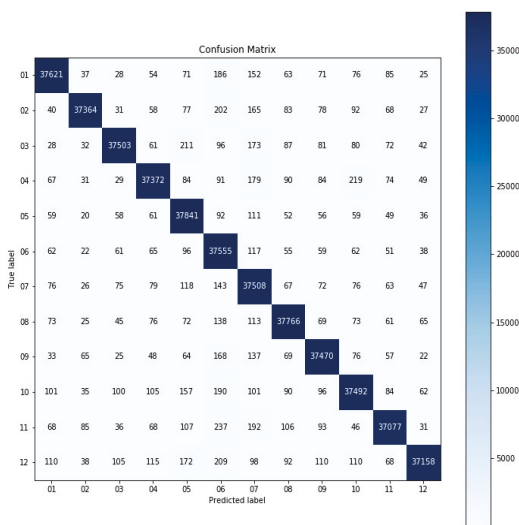 Confusion Matrix
01 37621 37 28 54 71 186 152 63 71 76 85 25
02 40 37364 31 58 77 202 165 83 78 92 68 27
03 28 32 37503 61 211 96 173 87 81 80 72 42
04 67 31 29 37372 84 91 179 90 84 219 74 49
05 59 20 58 61 37841 92 111 52 56 59 49 36
06 62 22 61 65 96 37555 117 55 59 62 51 38
07 76 26 75 79 118 143 37508 67 72 76 63 47
08 73 25 45 76 72 138 113 37766 69 73 61 65
09 33 65 25 48 64 168 137 69 37470 76 57 22
10 101 35 100 105 157 190 101 90 96 37492 84 62
11 68 85 36 68 107 237 192 106 93 46 37077 31
12 110 38 105 115 172 209 98 92 110 110 68 37158
01 02 03 04 05 06 07 08 09 10 11 12
Predicted label
True label
35000
30000
25000
20000
15000
10000
5000